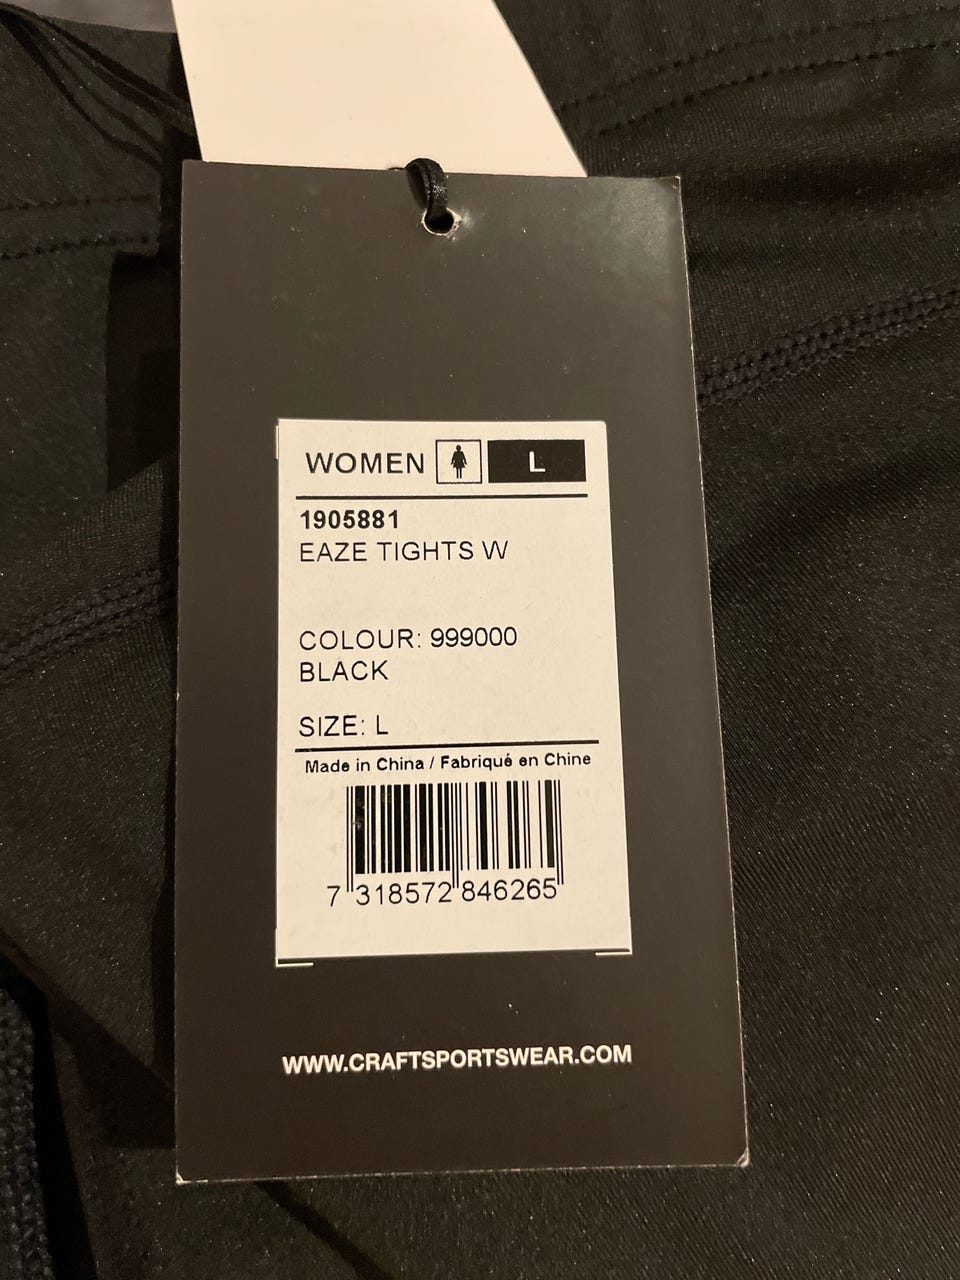 WOMEN L
1905881
EAZE TIGHTS W
COLOUR: 999000
BLACK
SIZE: L
Made in China / Fabriqué en Chine
7 318572 846265
WWW.CRAFTSPORTSWEAR.COM